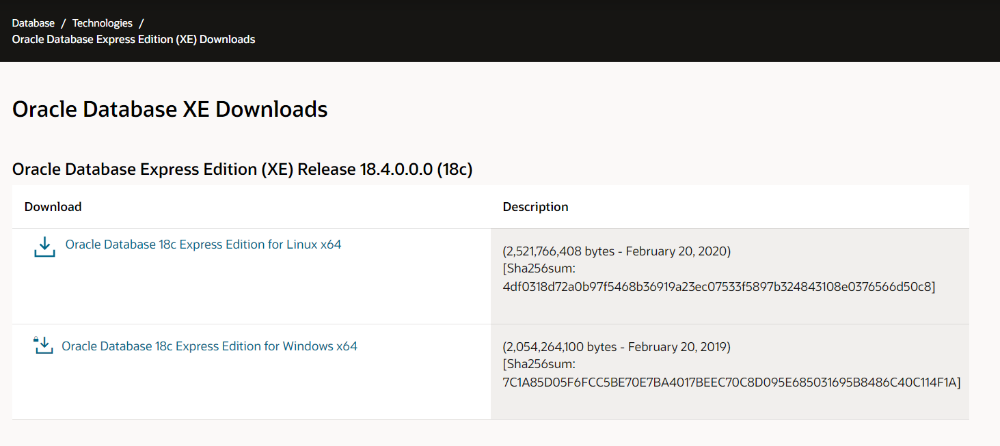 Database / Technologies /
Oracle Database Express Edition (XE) Downloads
Oracle Database XE Downloads
Oracle Database Express Edition (XE) Release 18.4.0.0.0 (18c)
Download Description
Oracle Database 18c Express Edition for Linux x64
(2,521,766,408 bytes - February 20, 2020)
[Sha256sum:
4df0318d72a0b97f5468b36919a23ec07533f5897b324843108e0376566d50c8]
Oracle Database 18c Express Edition for Windows x64
(2,054,264,100 bytes - February 20, 2019)
[Sha256sum:
7C1A85D05F6FCC5BE70E7BA4017BEEC70C8D095E685031695B8486C40C114F1A]